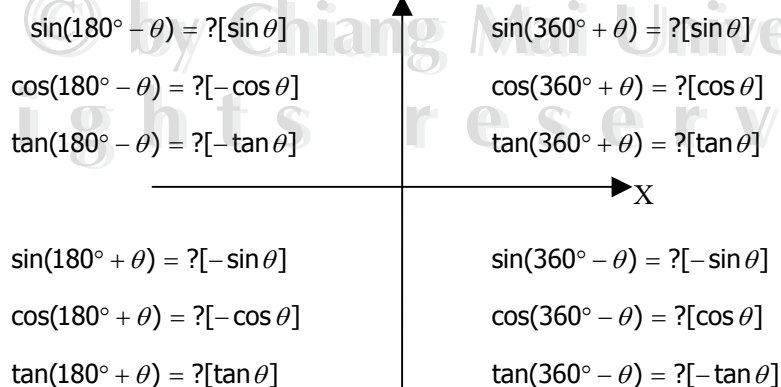 © by Chiang Mai Unive
ights reserv
sin(180° − θ) = ?[sin θ]
cos(180° − θ) = ?[− cos θ]
tan(180° − θ) = ?[− tan θ]
sin(360° + θ) = ?[sin θ]
cos(360° + θ) = ?[cos θ]
tan(360° + θ) = ?[tan θ]
X
sin(180° + θ) = ?[− sin θ]
cos(180° + θ) = ?[− cos θ]
tan(180° + θ) = ?[tan θ]
sin(360° − θ) = ?[− sin θ]
cos(360° − θ) = ?[cos θ]
tan(360° − θ) = ?[− tan θ]